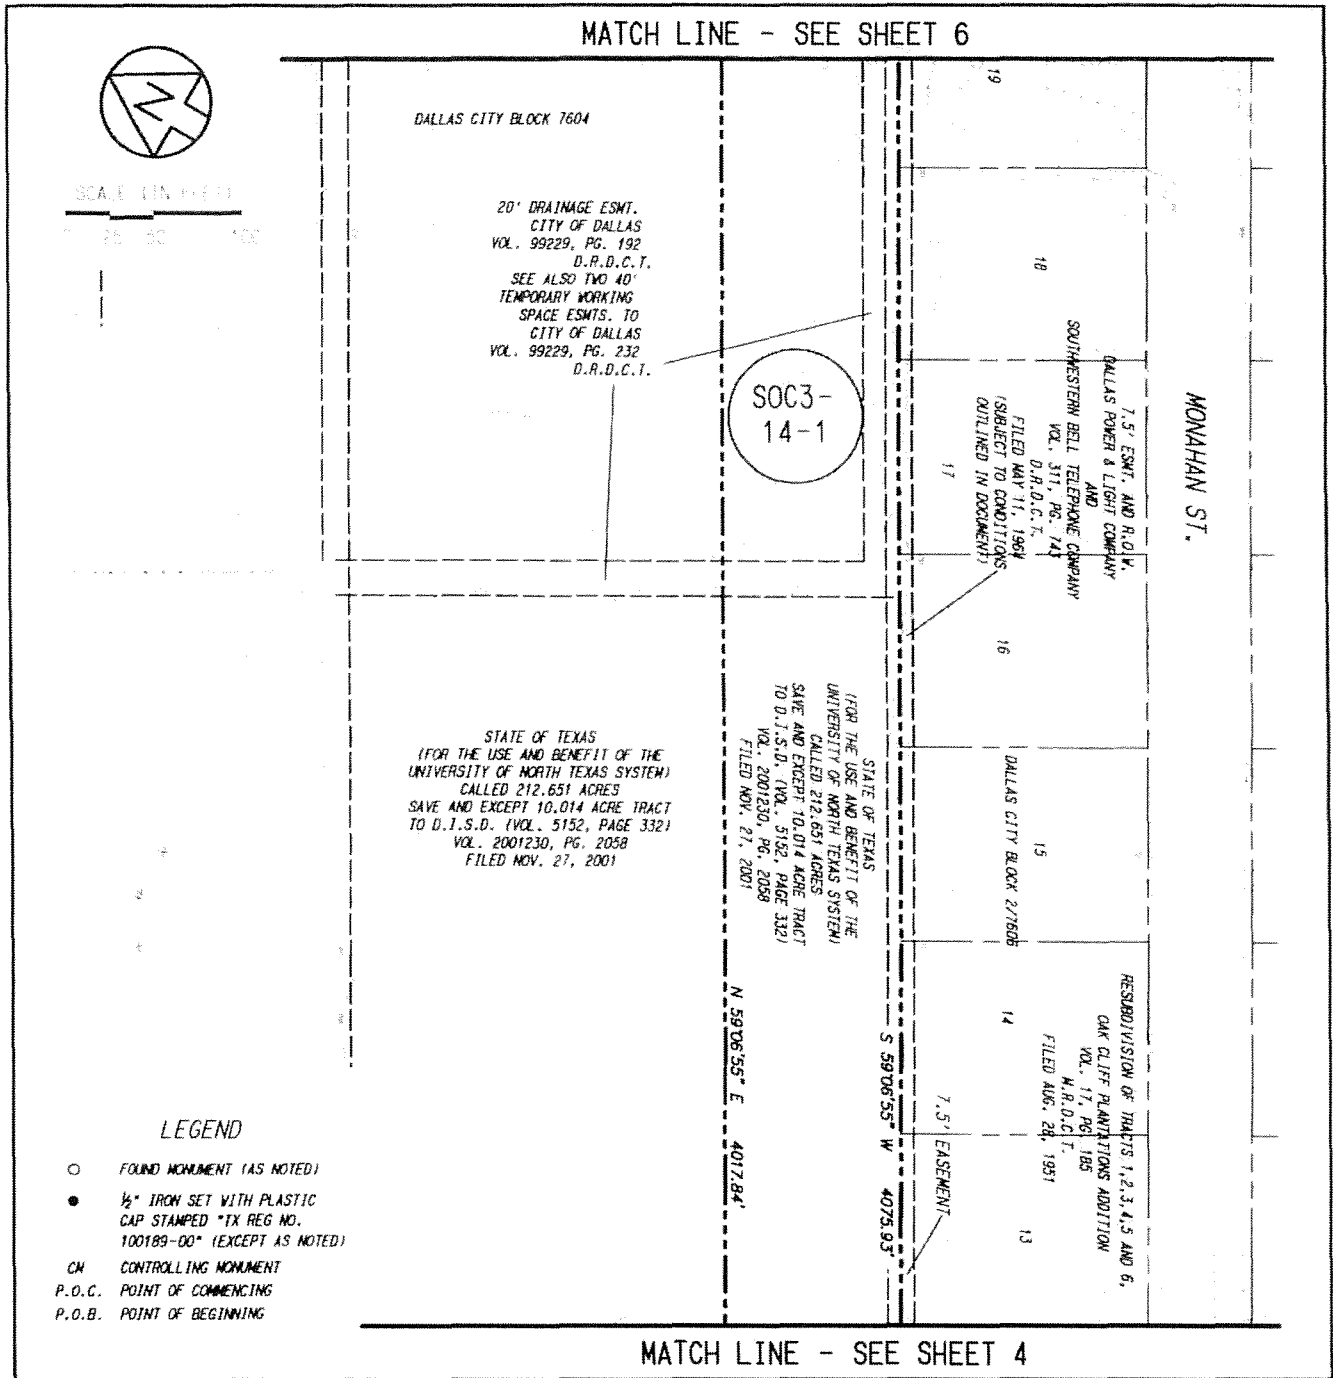 MATCH LINE - SEE SHEET 6
N
SCALE (IN FEET)
25 50 100
DALLAS CITY BLOCK 7604
20' DRAINAGE ESMT.
CITY OF DALLAS
VOL. 99229, PG. 192
D.R.D.C.T.
SEE ALSO TWO 40'
TEMPORARY WORKING
SPACE ESMTS. TO
CITY OF DALLAS
VOL. 99229, PG. 232
D.R.D.C.T.
SOC3-
14-1
19
18
17
16
15
14
13
7.5' ESMT. AND R.O.W.
DALLAS POWER & LIGHT COMPANY
AND
SOUTHWESTERN BELL TELEPHONE COMPANY
VOL. 311, PG. 743
D.R.D.C.T.
FILED MAY 11, 1964
(SUBJECT TO CONDITIONS
OUTLINED IN DOCUMENT)
MONAHAN ST.
STATE OF TEXAS
(FOR THE USE AND BENEFIT OF THE
UNIVERSITY OF NORTH TEXAS SYSTEM)
CALLED 212.651 ACRES
SAVE AND EXCEPT 10.014 ACRE TRACT
TO D.I.S.D. (VOL. 5152, PAGE 332)
VOL. 2001230, PG. 2058
FILED NOV. 27, 2001
STATE OF TEXAS
(FOR THE USE AND BENEFIT OF THE
UNIVERSITY OF NORTH TEXAS SYSTEM)
CALLED 212.651 ACRES
SAVE AND EXCEPT 10.014 ACRE TRACT
TO D.I.S.D. (VOL. 5152, PAGE 332)
VOL. 2001230, PG. 2058
FILED NOV. 27, 2001
DALLAS CITY BLOCK 2/7606
N 59°06'55" E 4017.84'
S 59°06'55" W 4075.93'
7.5' EASEMENT
RESUBDIVISION OF TRACTS 1,2,3,4,5 AND 6,
OAK CLIFF PLANTATIONS ADDITION
VOL. 17, PG. 185
M.R.D.C.T.
FILED AUG. 28, 1951
LEGEND
FOUND MONUMENT (AS NOTED)
½" IRON SET WITH PLASTIC
CAP STAMPED "TX REG NO.
100189-00" (EXCEPT AS NOTED)
CM CONTROLLING MONUMENT
P.O.C. POINT OF COMMENCING
P.O.B. POINT OF BEGINNING
MATCH LINE - SEE SHEET 4